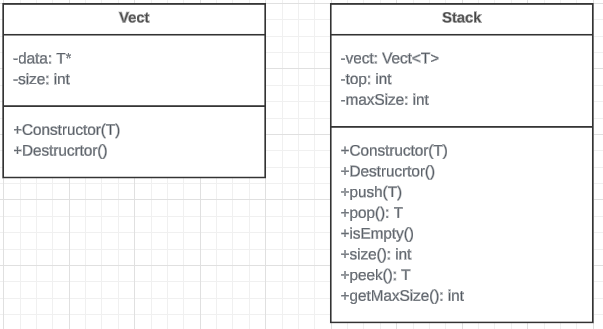 Vect
-data: T*
-size: int
+Constructor(T)
+Destrucrtor()
Stack
-vect: Vect<T>
-top: int
-maxSize: int
+Constructor(T)
+Destrucrtor()
+push(T)
+pop(): T
+isEmpty()
+size(): int
+peek(): T
+getMaxSize(): int